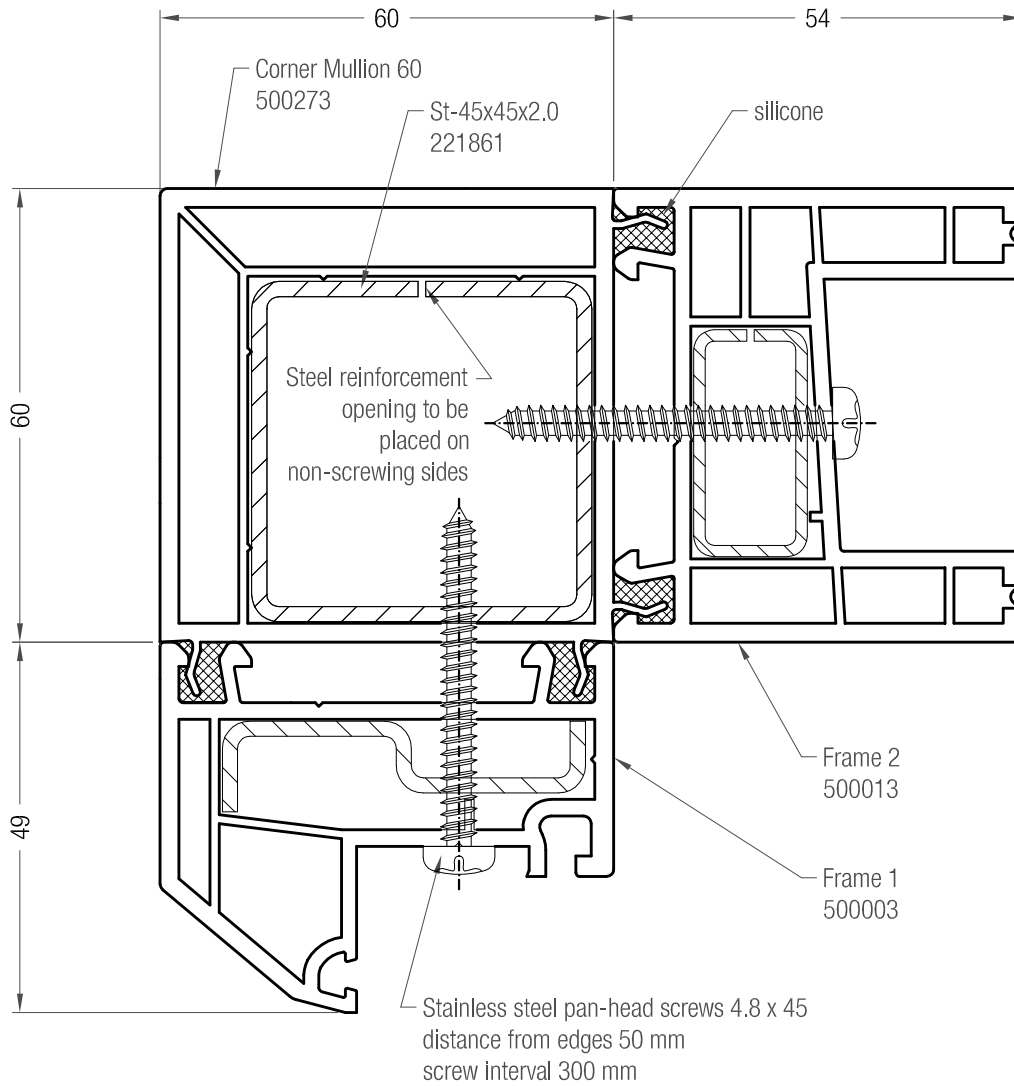 60
54
Corner Mullion 60
500273
St-45x45x2.0
221861
silicone
60
Steel reinforcement
opening to be
placed on
non-screwing sides
49
Frame 2
500013
Frame 1
500003
Stainless steel pan-head screws 4.8 x 45
distance from edges 50 mm
screw interval 300 mm